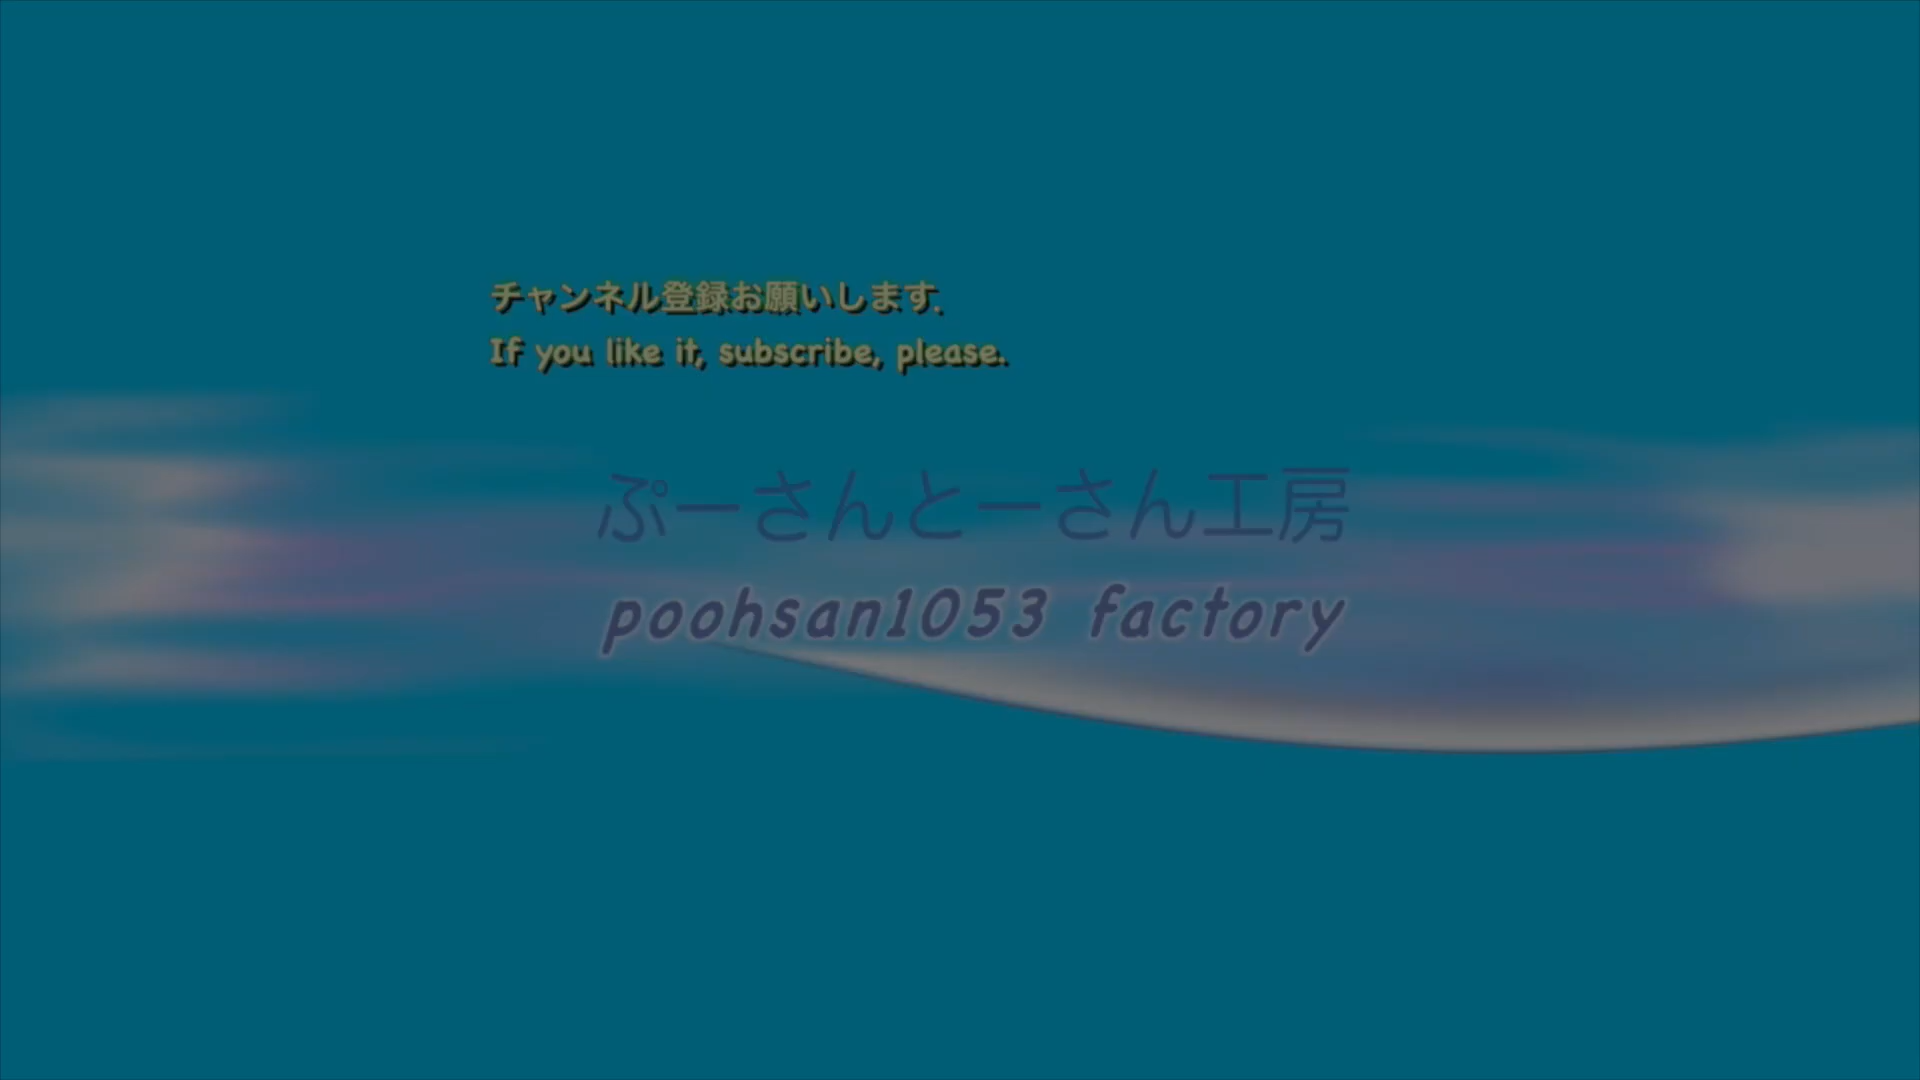 チャンネル登録お願いします.
If you like it, subscribe, please.
ぷーさんとーさん工房
poohsan1053 factory